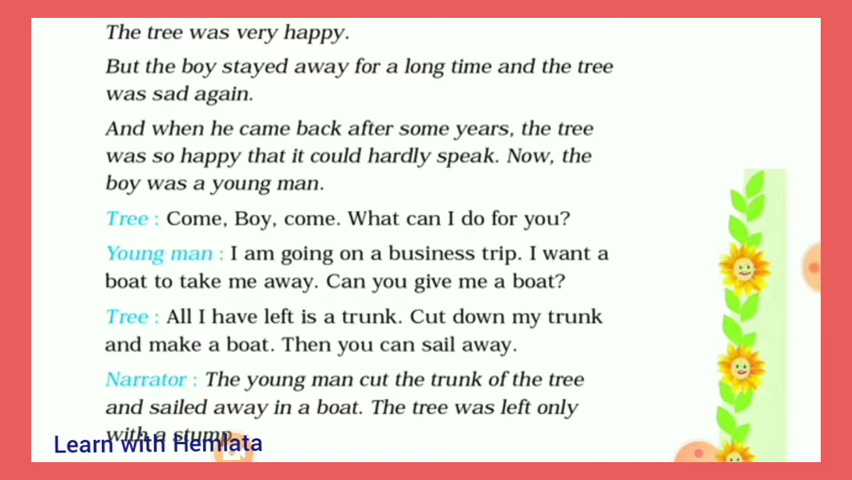 The tree was very happy.
But the boy stayed away for a long time and the tree
was sad again.
And when he came back after some years, the tree
was so happy that it could hardly speak. Now, the
boy was a young man.
Tree : Come, Boy, come. What can I do for you?
Young man : I am going on a business trip. I want a
boat to take me away. Can you give me a boat?
Tree : All I have left is a trunk. Cut down my trunk
and make a boat. Then you can sail away.
Narrator : The young man cut the trunk of the tree
and sailed away in a boat. The tree was left only
with a stump
Learn with Hemlata